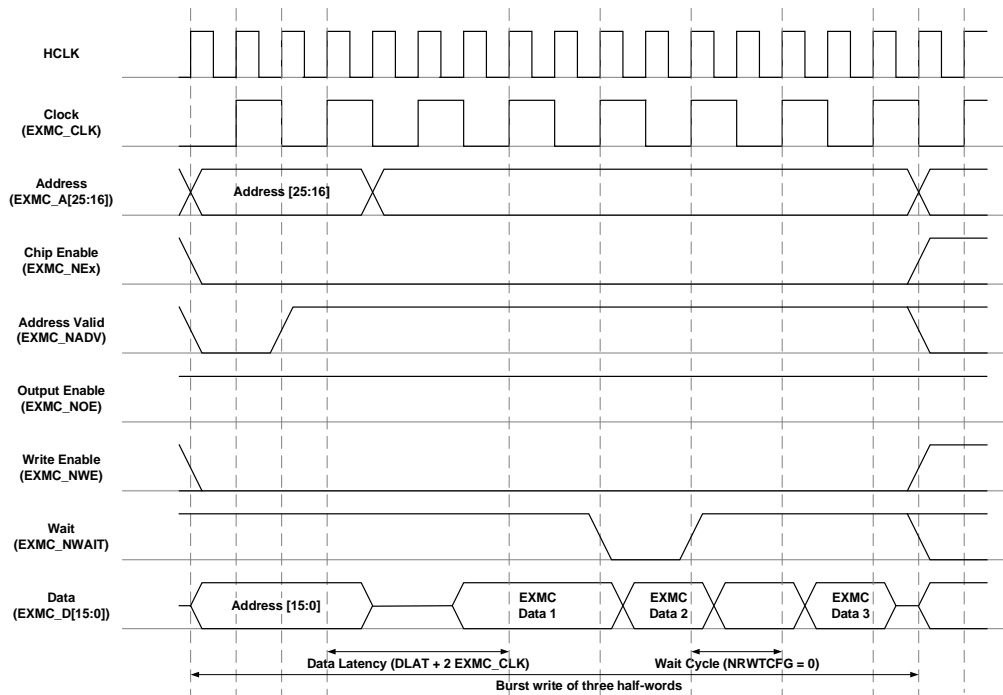 HCLK
Clock
(EXMC_CLK)
Address
(EXMC_A[25:16])
Address [25:16]
Chip Enable
(EXMC_NEx)
Address Valid
(EXMC_NADV)
Output Enable
(EXMC_NOE)
Write Enable
(EXMC_NWE)
Wait
(EXMC_NWAIT)
Data
(EXMC_D[15:0])
Address [15:0]
EXMC
Data 1
EXMC
Data 2
EXMC
Data 3
Data Latency (DLAT + 2 EXMC_CLK)
Wait Cycle (NRWTCFG = 0)
Burst write of three half-words